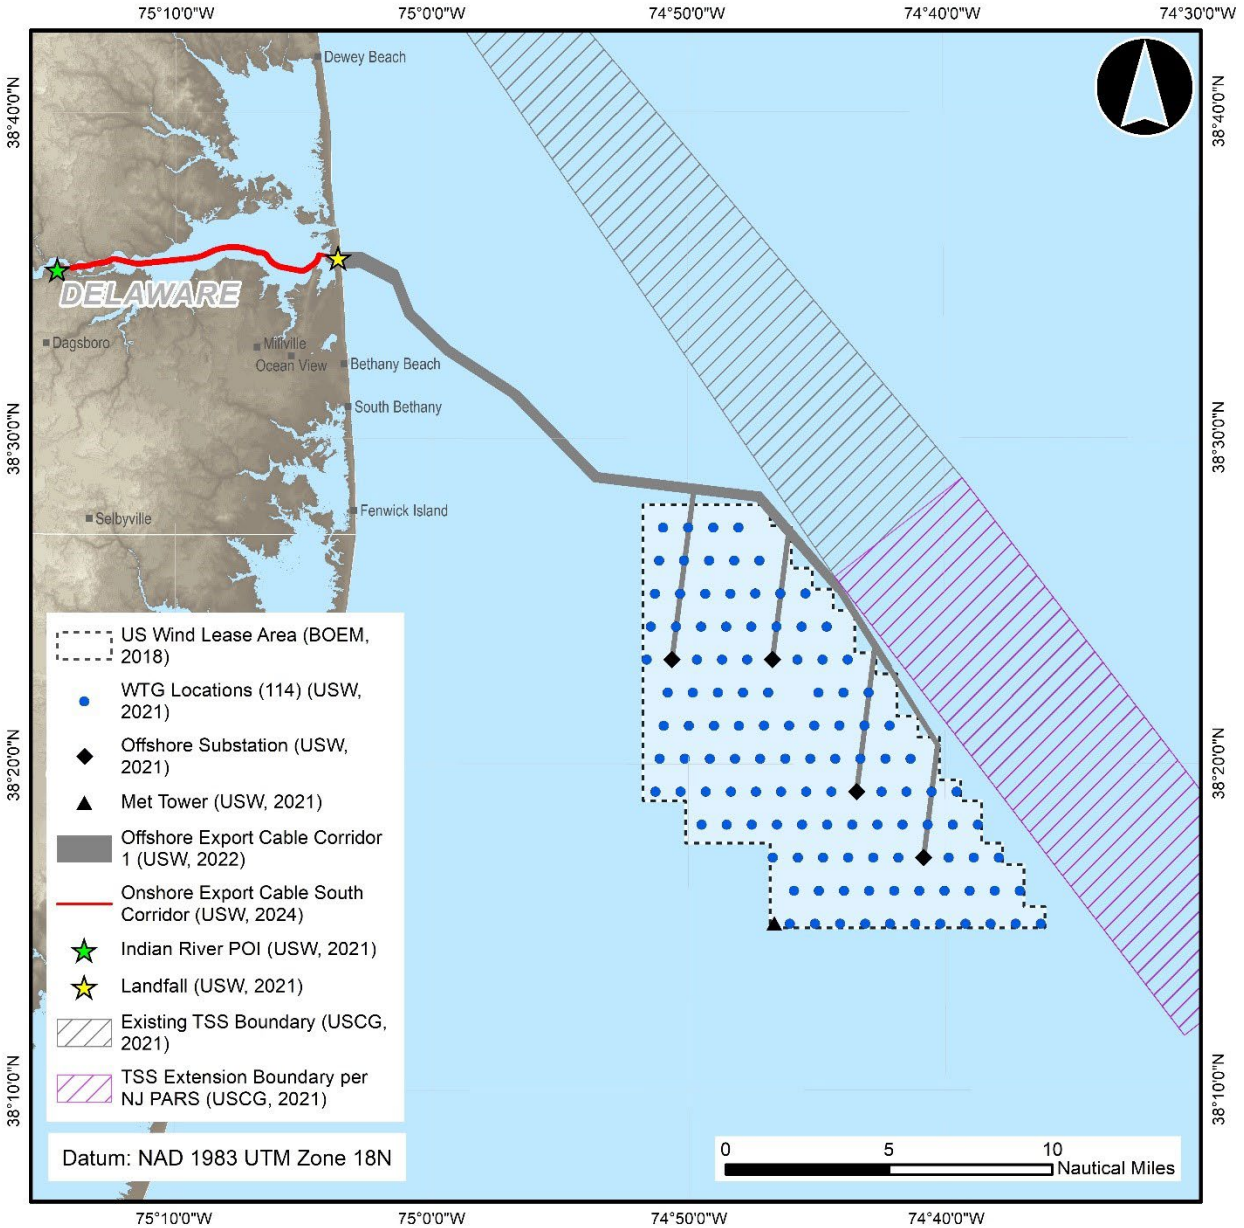 75°10'0"W 75°0'0"W 74°50'0"W 74°40'0"W 74°30'0"W
38°40'0"N
38°30'0"N
38°20'0"N
38°10'0"N
Dewey Beach
DELAWARE
Dagsboro
Millville
Ocean View
Bethany Beach
South Bethany
Fenwick Island
Selbyville
US Wind Lease Area (BOEM,
2018)
WTG Locations (114) (USW,
2021)
Offshore Substation (USW,
2021)
Met Tower (USW, 2021)
Offshore Export Cable Corridor
1 (USW, 2022)
Onshore Export Cable South
Corridor (USW, 2024)
Indian River POI (USW, 2021)
Landfall (USW, 2021)
Existing TSS Boundary (USCG,
2021)
TSS Extension Boundary per
NJ PARS (USCG, 2021)
Datum: NAD 1983 UTM Zone 18N
0 5 10
Nautical Miles
38°40'0"N
38°30'0"N
38°20'0"N
38°10'0"N
75°10'0"W 75°0'0"W 74°50'0"W 74°40'0"W